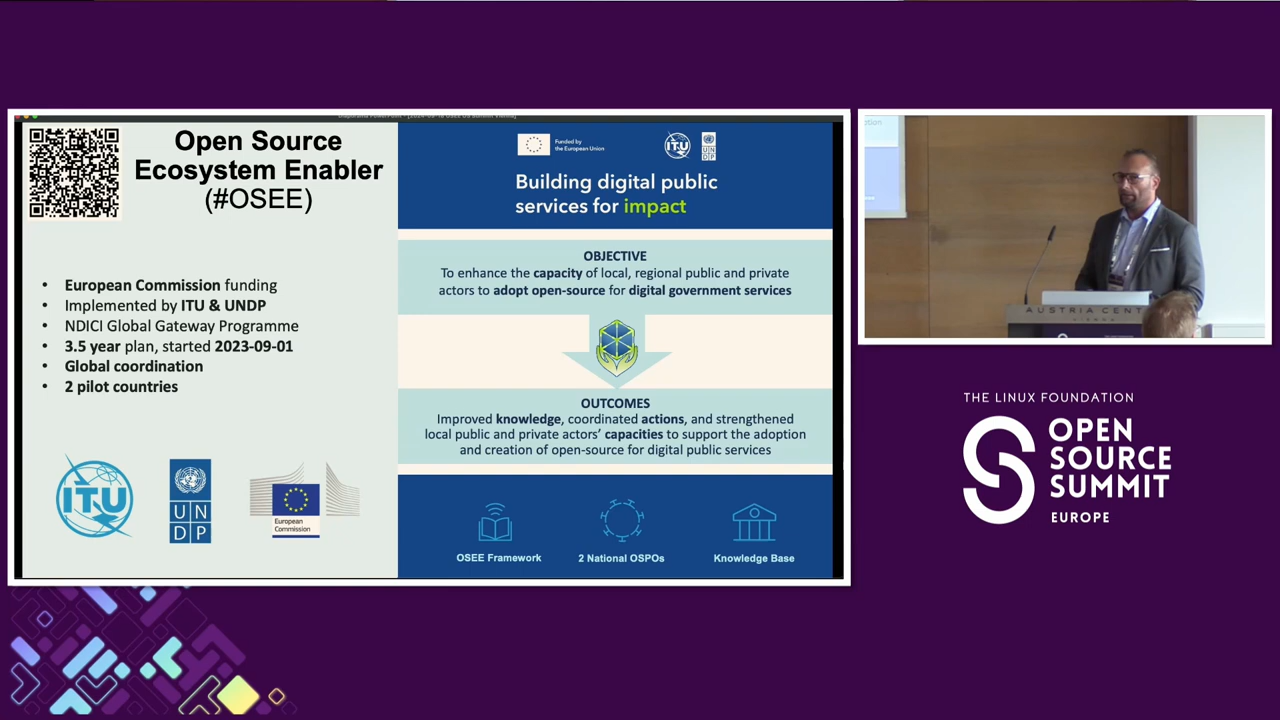 Open Source
Ecosystem Enabler
(#OSEE)
• European Commission funding
• Implemented by ITU & UNDP
• NDICI Global Gateway Programme
• 3.5 year plan, started 2023-09-01
• Global coordination
• 2 pilot countries
ITU
U N
D P
European
Commission
Funded by
the European Union
ITU
U N
D P
Building digital public
services for impact
OBJECTIVE
To enhance the capacity of local, regional public and private
actors to adopt open-source for digital government services
OUTCOMES
Improved knowledge, coordinated actions, and strengthened
local public and private actors’ capacities to support the adoption
and creation of open-source for digital public services
OSEE Framework
2 National OSPOs
Knowledge Base
AUSTRIA CENT
THE LINUX FOUNDATION
OPEN
SOURCE
SUMMIT
EUROPE